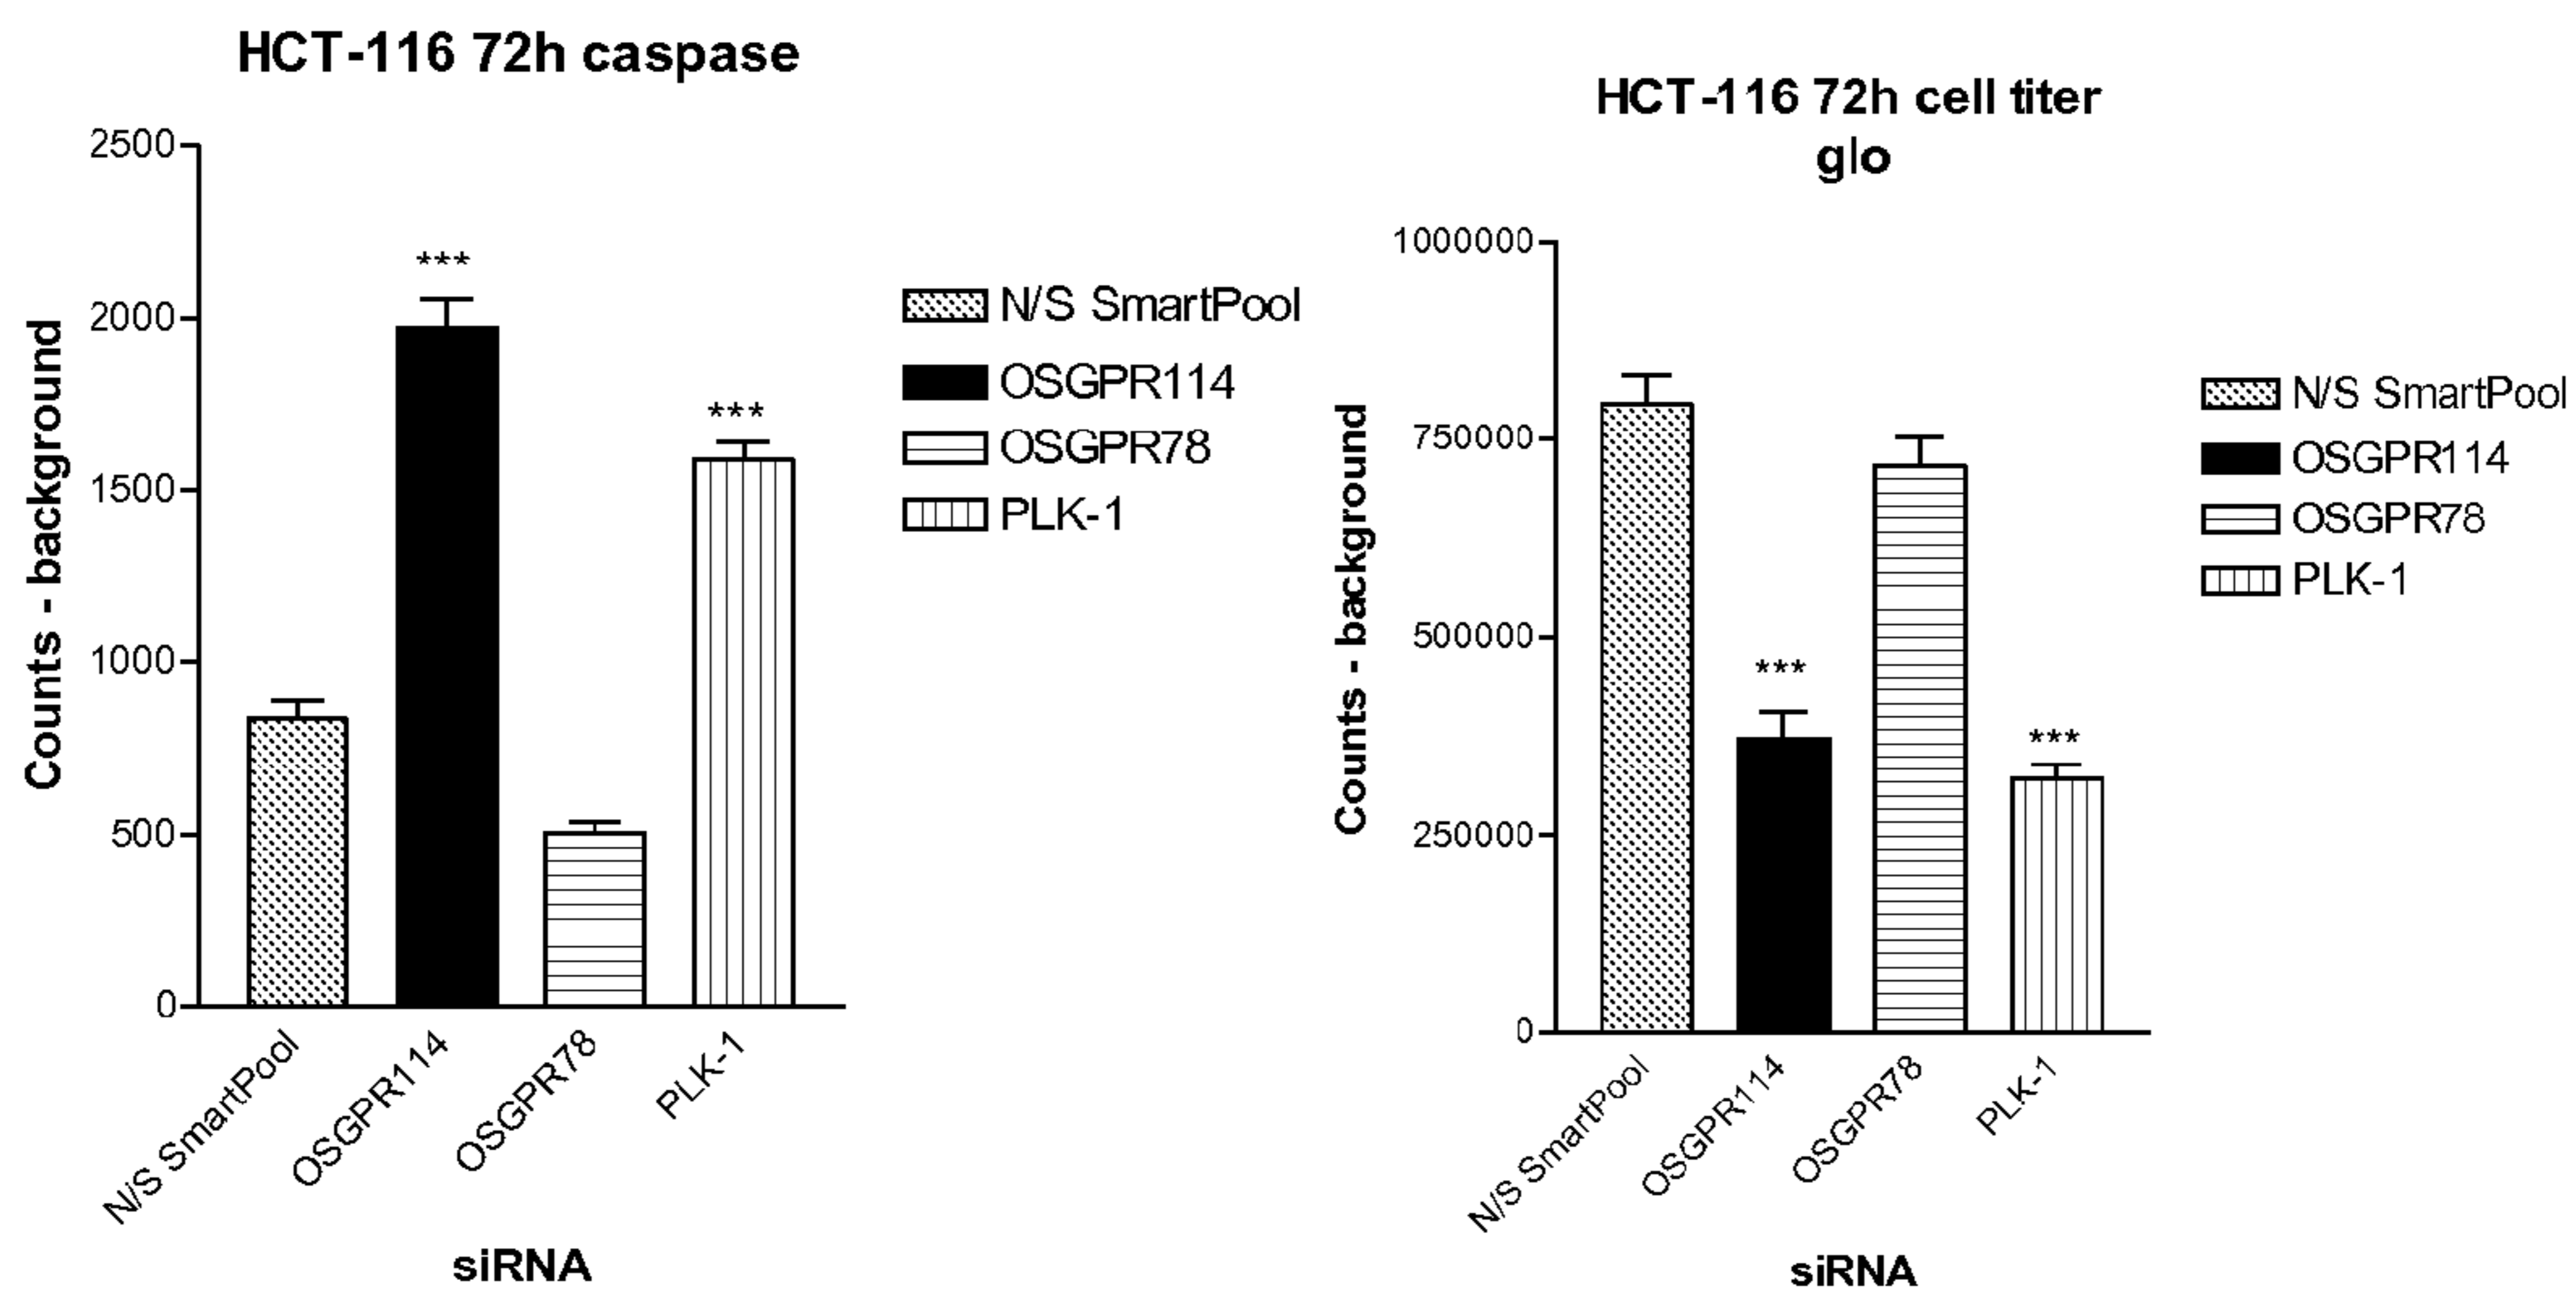 HCT-116 72h caspase
Counts - background
2500
2000
1500
1000
500
0
***
***
N/S SmartPool
OSGPR114
OSGPR78
PLK-1
siRNA
N/S SmartPool
OSGPR114
OSGPR78
PLK-1
HCT-116 72h cell titer
glo
Counts - background
1000000
750000
500000
250000
0
***
***
N/S SmartPool
OSGPR114
OSGPR78
PLK-1
siRNA
N/S SmartPool
OSGPR114
OSGPR78
PLK-1